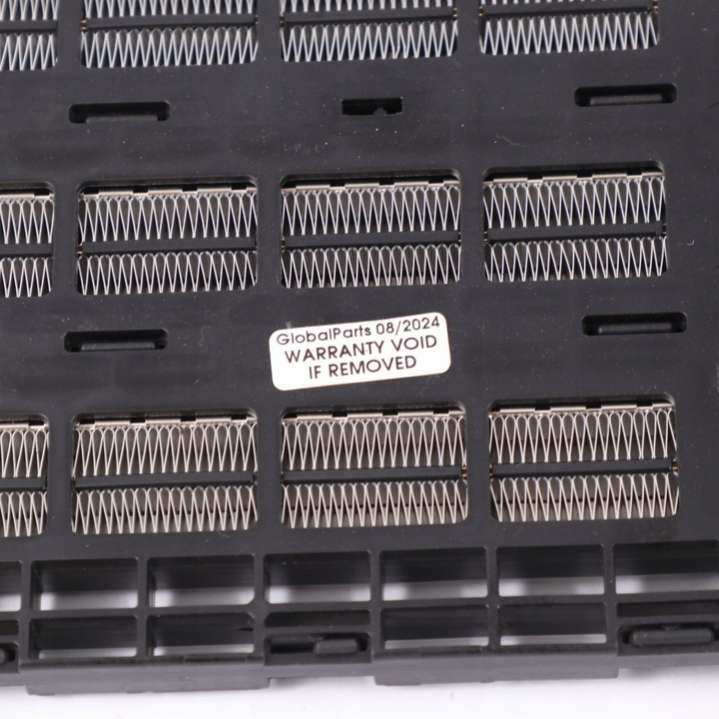 GlobalParts 08/2024
WARRANTY VOID
IF REMOVED